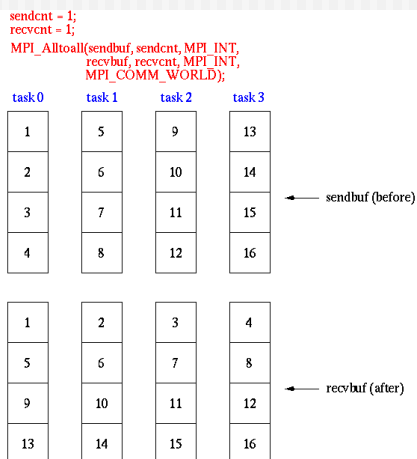 sendcnt = 1;
recvcnt = 1;
MPI_Alltoall(sendbuf, sendcnt, MPI_INT,
recvbuf, recvcnt, MPI_INT,
MPI_COMM_WORLD);
task 0 task 1 task 2 task 3
1 5 9 13
2 6 10 14
3 7 11 15
sendbuf (before)
4 8 12 16
1 2 3 4
5 6 7 8
9 10 11 12
recvbuf (after)
13 14 15 16